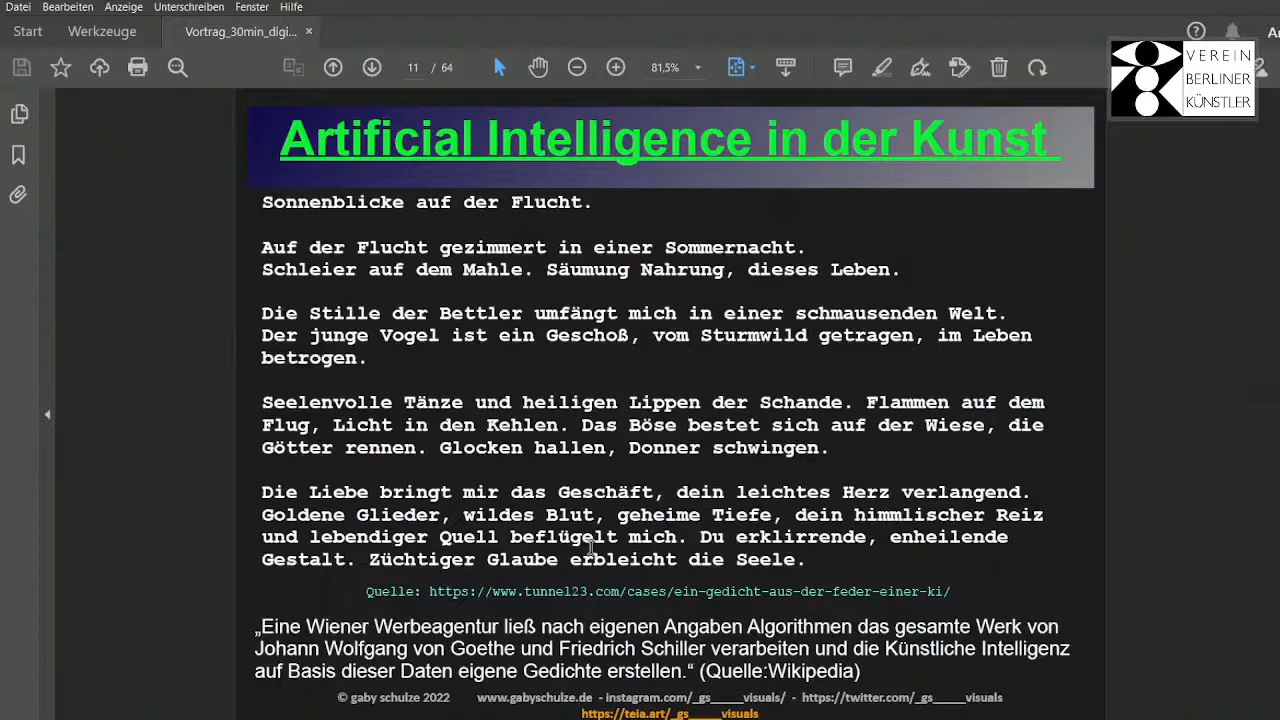 Datei Bearbeiten Anzeige Unterschreiben Fenster Hilfe
Start Werkzeuge Vortrag_30min_digi... ×
11 / 64 81,5%
VEREIN
BERLINER
KÜNSTLER
Artificial Intelligence in der Kunst
Sonnenblicke auf der Flucht.
Auf der Flucht gezimmert in einer Sommernacht.
Schleier auf dem Mahle. Säumung Nahrung, dieses Leben.
Die Stille der Bettler umfängt mich in einer schmausenden Welt.
Der junge Vogel ist ein Geschoß, vom Sturmwild getragen, im Leben
betrogen.
Seelenvolle Tänze und heiligen Lippen der Schande. Flammen auf dem
Flug, Licht in den Kehlen. Das Böse bestet sich auf der Wiese, die
Götter rennen. Glocken hallen, Donner schwingen.
Die Liebe bringt mir das Geschäft, dein leichtes Herz verlangend.
Goldene Glieder, wildes Blut, geheime Tiefe, dein himmlischer Reiz
und lebendiger Quell beflügelt mich. Du erklirrende, enheilende
Gestalt. Züchtiger Glaube erbleicht die Seele.
Quelle: https://www.tunnel23.com/cases/ein-gedicht-aus-der-feder-einer-ki/
„Eine Wiener Werbeagentur ließ nach eigenen Angaben Algorithmen das gesamte Werk von
Johann Wolfgang von Goethe und Friedrich Schiller verarbeiten und die Künstliche Intelligenz
auf Basis dieser Daten eigene Gedichte erstellen.“ (Quelle:Wikipedia)
© gaby schulze 2022 www.gabyschulze.de - instagram.com/_gs_____visuals/ - https://twitter.com/_gs_____visuals
https://teia.art/_gs_____visuals